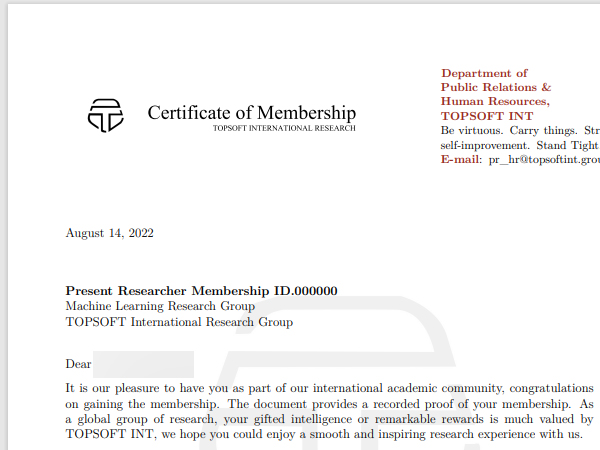 Certificate of Membership
TOPSOFT INTERNATIONAL RESEARCH
Department of
Public Relations &
Human Resources,
TOPSOFT INT
Be virtuous. Carry things. Str
self-improvement. Stand Tight
E-mail: pr_hr@topsoftint.grou
August 14, 2022
Present Researcher Membership ID.000000
Machine Learning Research Group
TOPSOFT International Research Group
Dear
It is our pleasure to have you as part of our international academic community, congratulations
on gaining the membership. The document provides a recorded proof of your membership. As
a global group of research, your gifted intelligence or remarkable rewards is much valued by
TOPSOFT INT, we hope you could enjoy a smooth and inspiring research experience with us.